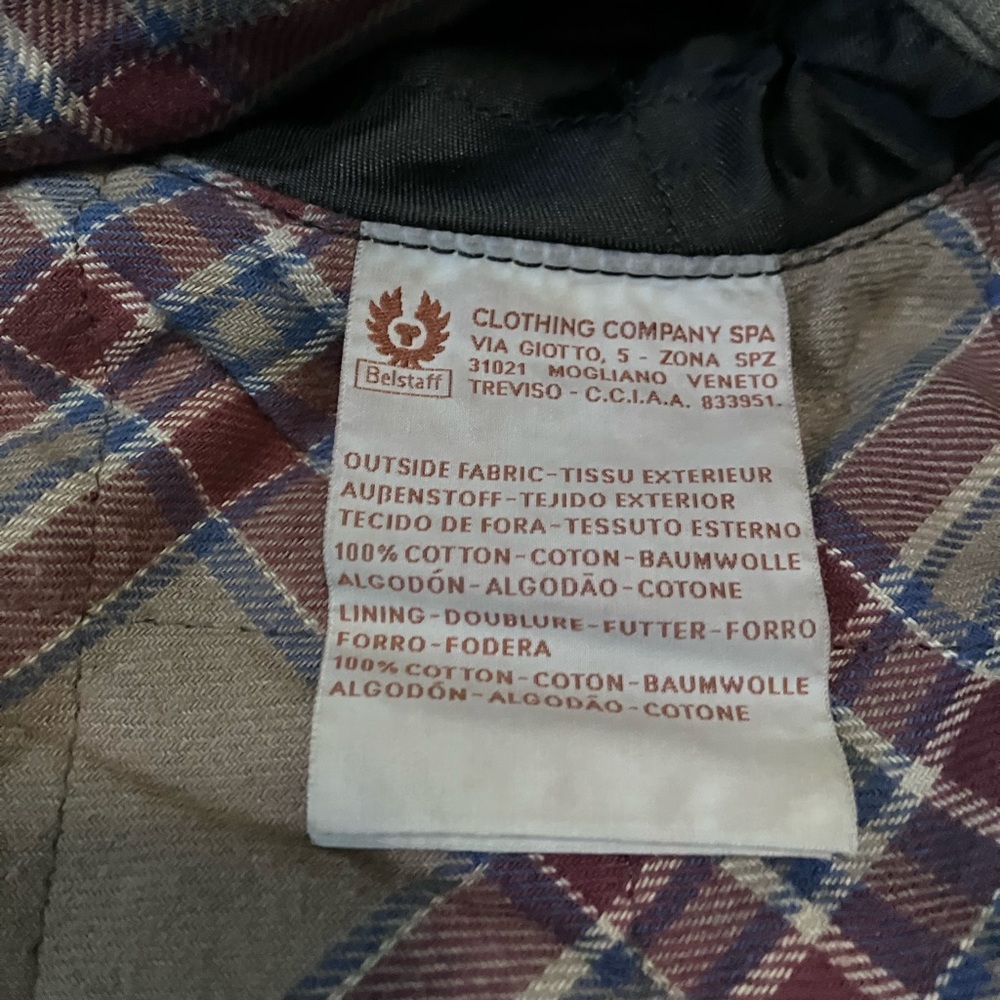 Belstaff
CLOTHING COMPANY SPA
VIA GIOTTO, 5 - ZONA SPZ
31021 MOGLIANO VENETO
TREVISO - C.C.I.A.A. 833951.
OUTSIDE FABRIC-TISSU EXTERIEUR
AUβENSTOFF-TEJIDO EXTERIOR
TECIDO DE FORA-TESSUTO ESTERNO
100% COTTON-COTON-BAUMWOLLE
ALGODÓN-ALGODÃO-COTONE
LINING-DOUBLURE-FUTTER-FORRO
FORRO-FODERA
100% COTTON-COTON-BAUMWOLLE
ALGODÓN-ALGODÃO-COTONE